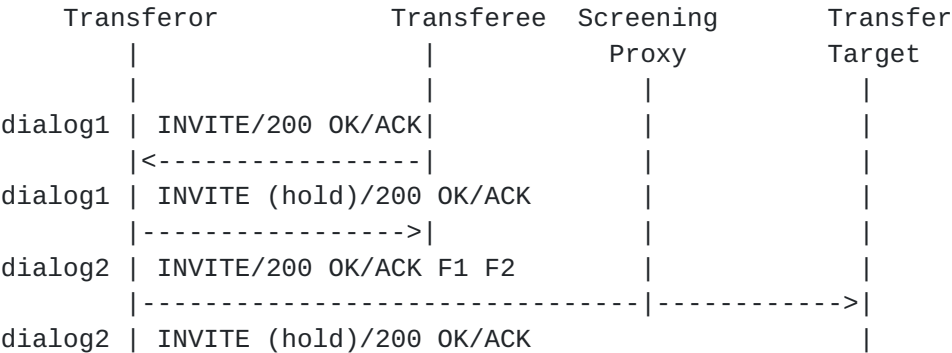 Transferor         Transferee  Screening       Transfer
         |                  |           Proxy         Target
         |                  |             |             |
dialog1  | INVITE/200 OK/ACK|             |             |
         |<-----------------|             |             |
dialog1  | INVITE (hold)/200 OK/ACK       |             |
         |----------------->|             |             |
dialog2  | INVITE/200 OK/ACK F1 F2        |             |
         |--------------------------------|------------>|
dialog2  | INVITE (hold)/200 OK/ACK                     |